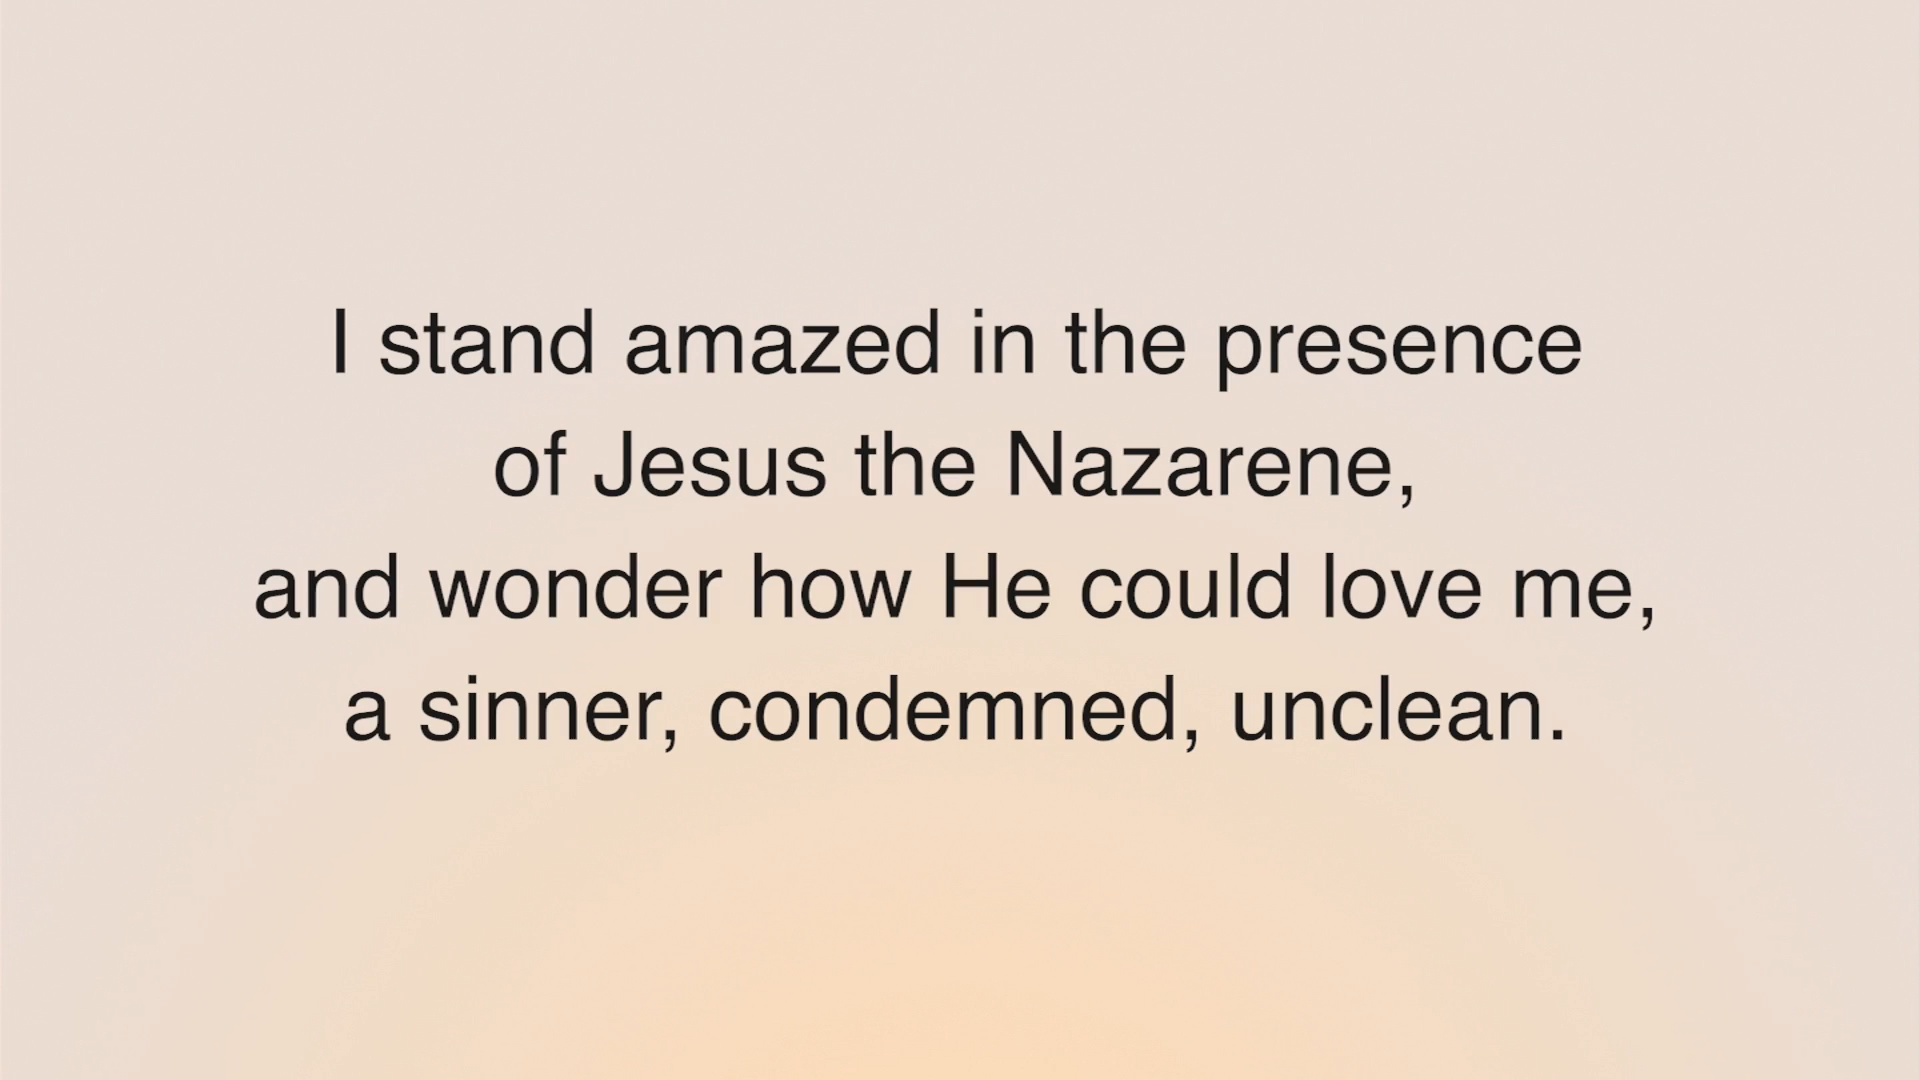 I stand amazed in the presence
of Jesus the Nazarene,
and wonder how He could love me,
a sinner, condemned, unclean.